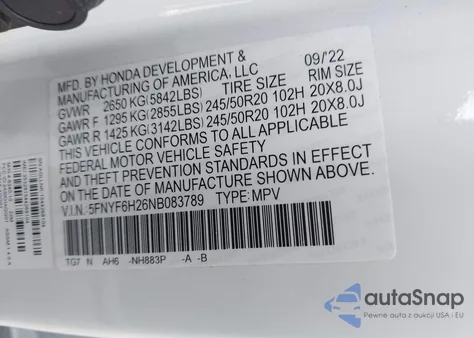 MFD. BY HONDA DEVELOPMENT & 09/22
MANUFACTURING OF AMERICA, LLC
GVWR 2650 KG(5842LBS) TIRE SIZE RIM SIZE
GAWR F 1295 KG(2855LBS) 245/50R20 102H 20X8.0J
GAWR R 1425 KG(3142LBS) 245/50R20 102H 20X8.0J
THIS VEHICLE CONFORMS TO ALL APPLICABLE
FEDERAL MOTOR VEHICLE SAFETY
AND THEFT PREVENTION STANDARDS IN EFFECT
ON THE DATE OF MANUFACTURE SHOWN ABOVE.
V.I.N.:5FNYF6H26NB083789 TYPE:MPV
TG7 N AH6 -NH883P -A -B
autoSnap
Pewne auta z aukcji USA i EU